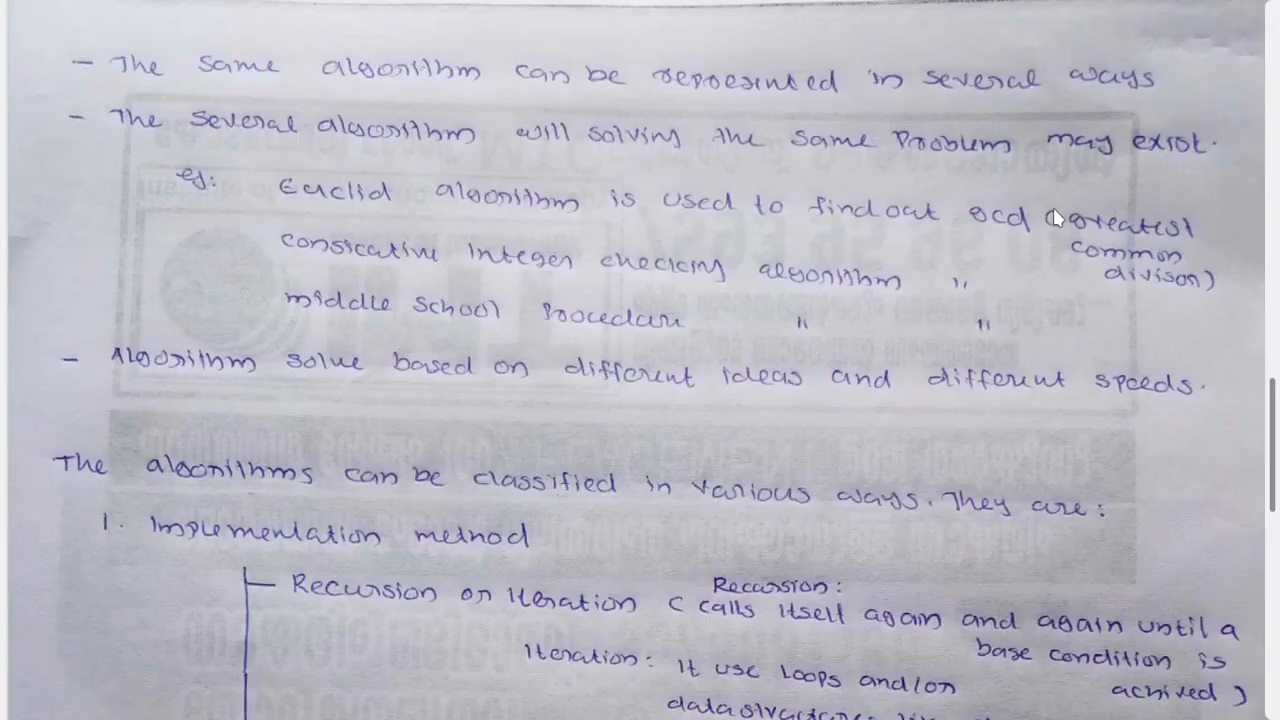 - The same algorithm can be represented in several ways
- The several algorithm will solving the same problem may exist.
eg: Euclid algorithm is used to find out gcd (greatest common divisor)
consicative integer checking algorithm " 
middle school procedure " "
- Algorithm solve based on different ideas and different speeds.
The algorithms can be classified in various ways. They are:
1. Implementation method
Recursion or iteration ( Recursion: calls itself again and again until a base condition is achived )
Iteration: It use loops and/or